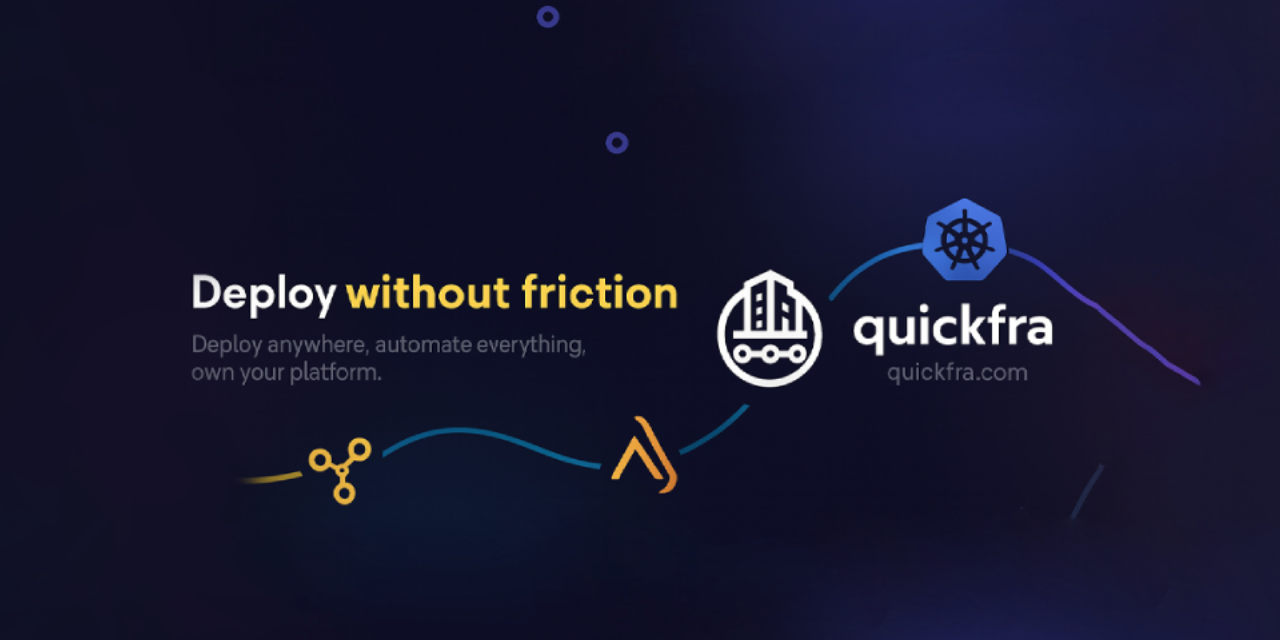 Deploy without friction
Deploy anywhere, automate everything,
own your platform.
quickfra
quickfra.com